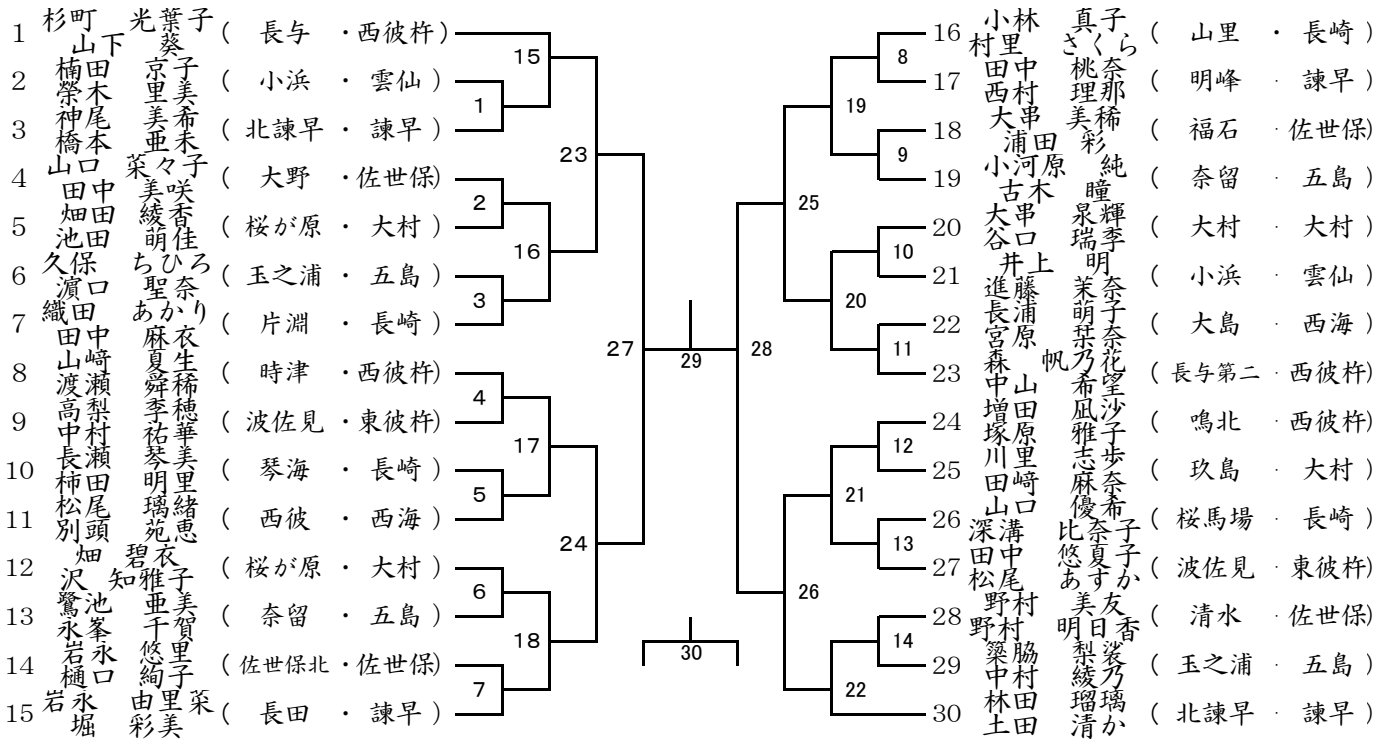 杉町 光葉子
1 ( 長与 ・西彼杵)
山下 葵
楠田 京子
2 ( 小浜 ・ 雲仙 )
榮木 里美
神尾 美希
3 ( 北諫早 ・ 諫早 )
橋本 亜未
山口 菜々子
4 ( 大野 ・佐世保)
田中 美咲
畑田 綾香
5 ( 桜が原 ・ 大村 )
池田 萌佳
久保 ちひろ
6 ( 玉之浦 ・ 五島 )
濵口 聖奈
織田 あかり
7 ( 片淵 ・ 長崎 )
田中 麻衣
山﨑 夏生
8 ( 時津 ・西彼杵)
渡瀬 舜稀
高梨 李穂
9 ( 波佐見 ・東彼杵)
中村 祐華
長瀬 琴美
10 ( 琴海 ・ 長崎 )
柿田 明里
松尾 璃緒
11 ( 西彼 ・ 西海 )
別頭 苑恵
畑 碧衣
12 ( 桜が原 ・ 大村 )
沢 知雅子
鷺池 亜美
13 ( 奈留 ・ 五島 )
永峯 千賀
岩永 悠里
14 ( 佐世保北 ・佐世保)
樋口 絢子
岩永 由里菜
15 ( 長田 ・ 諫早 )
堀 彩美
15
1
23
2
16
3
27
4
17
5
24
6
18
7
29
30
28
8
19
9
25
10
20
11
12
21
13
26
14
22
小林 真子
16 ( 山里 ・ 長崎 )
村里 さくら
田中 桃奈
17 ( 明峰 ・ 諫早 )
西村 理那
大串 美稀
18 ( 福石 ・ 佐世保)
浦田 彩
小河原 純
19 ( 奈留 ・ 五島 )
古木 瞳
大串 泉輝
20 ( 大村 ・ 大村 )
谷口 瑞季
井上 明
21 ( 小浜 ・ 雲仙 )
進藤 茉奈
長浦 萌子
22 ( 大島 ・ 西海 )
宮原 栞奈
森 帆乃花
23 ( 長与第二 ・ 西彼杵)
中山 希望
増田 凪沙
24 ( 鳴北 ・ 西彼杵)
塚原 雅子
川里 志歩
25 ( 玖島 ・ 大村 )
田﨑 麻奈
山口 優希
26 ( 桜馬場 ・ 長崎 )
深溝 比奈子
田中 悠夏子
27 ( 波佐見 ・ 東彼杵)
松尾 あすか
野村 美友
28 ( 清水 ・ 佐世保)
野村 明日香
簗脇 梨裟
29 ( 玉之浦 ・ 五島 )
中村 綾乃
林田 瑠璃
30 ( 北諫早 ・ 諫早 )
土田 清か